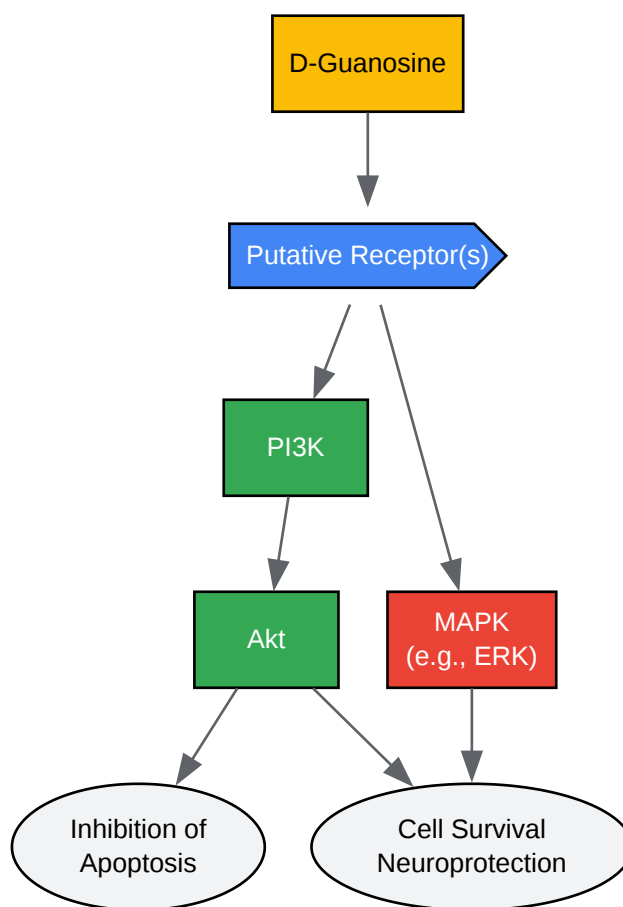 D-Guanosine
Putative Receptor(s)
PI3K
Akt
MAPK
(e.g., ERK)
Inhibition of
Apoptosis
Cell Survival
Neuroprotection